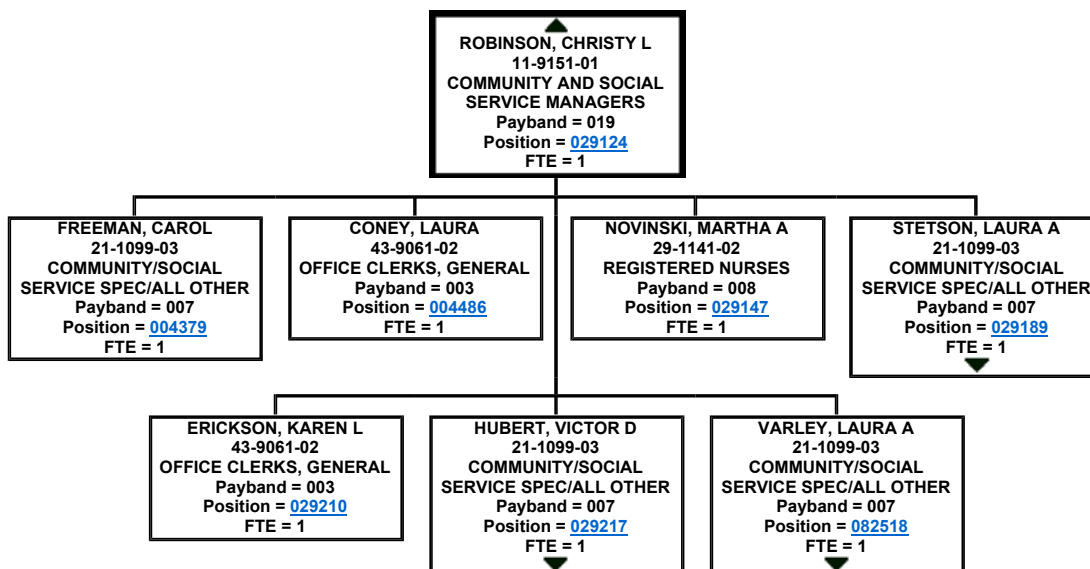 ROBINSON, CHRISTY L
11-9151-01
COMMUNITY AND SOCIAL
SERVICE MANAGERS
Payband = 019
Position = 029124
FTE = 1
FREEMAN, CAROL
21-1099-03
COMMUNITY/SOCIAL
SERVICE SPEC/ALL OTHER
Payband = 007
Position = 004379
FTE = 1
CONEY, LAURA
43-9061-02
OFFICE CLERKS, GENERAL
Payband = 003
Position = 004486
FTE = 1
NOVINSKI, MARTHA A
29-1141-02
REGISTERED NURSES
Payband = 008
Position = 029147
FTE = 1
STETSON, LAURA A
21-1099-03
COMMUNITY/SOCIAL
SERVICE SPEC/ALL OTHER
Payband = 007
Position = 029189
FTE = 1
ERICKSON, KAREN L
43-9061-02
OFFICE CLERKS, GENERAL
Payband = 003
Position = 029210
FTE = 1
HUBERT, VICTOR D
21-1099-03
COMMUNITY/SOCIAL
SERVICE SPEC/ALL OTHER
Payband = 007
Position = 029217
FTE = 1
VARLEY, LAURA A
21-1099-03
COMMUNITY/SOCIAL
SERVICE SPEC/ALL OTHER
Payband = 007
Position = 082518
FTE = 1